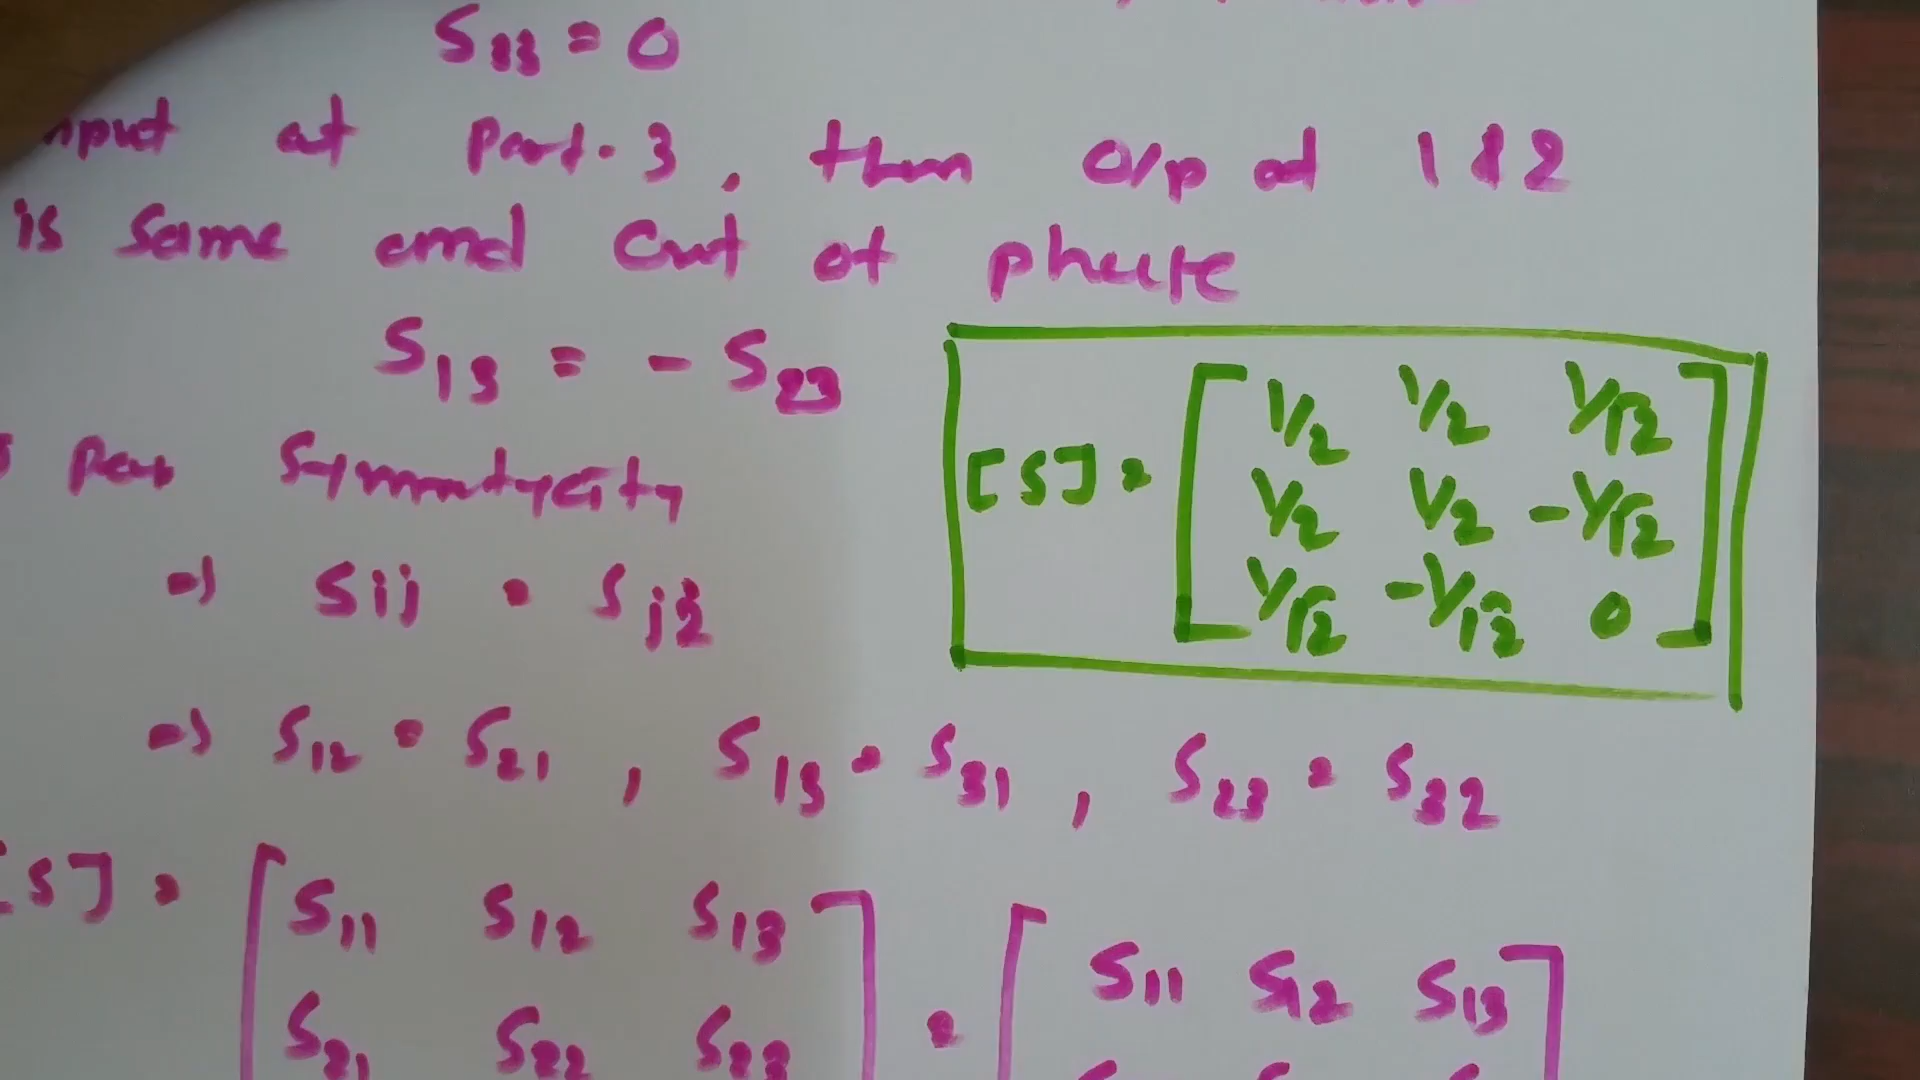 S33 = 0
nput at Port-3, then o/p at 1 & 2
is same and out of phase
S13 = - S23
per Symmetycity
⇒ Sij = Sji
[S] = [ 1/2 1/2 1/√2
1/2 1/2 -1/√2
1/√2 -1/√2 0 ]
⇒ S12 = S21 , S13 = S31 , S23 = S32
[S] = [ S11 S12 S13 ] = [ S11 S12 S13 ]
S21 S22 S23